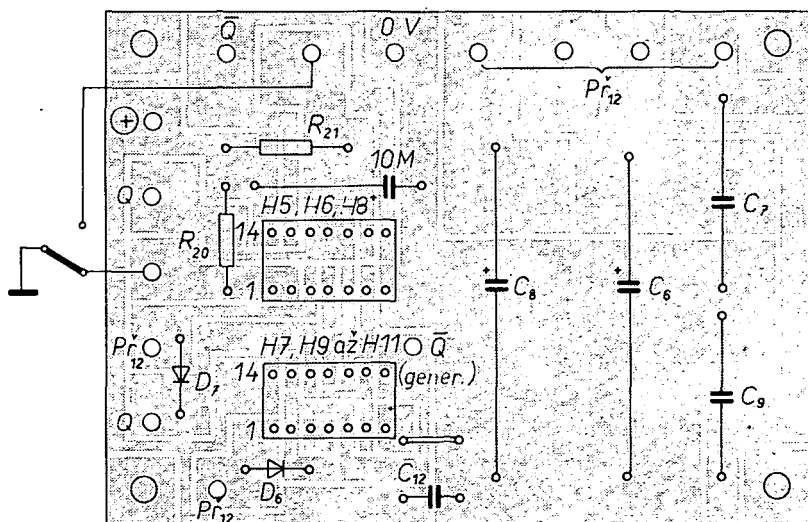 Q̅
0 V
Př₁₂
+
R₂₁
10M
Q
H5, H6, H8
14
R₂₀
1
+
C₈
+
C₆
C₇
Př₁₂
D₇
H7, H9 až H11
Q̅
(gener.)
14
1
Q
C₉
D₆
C₁₂
Př₁₂